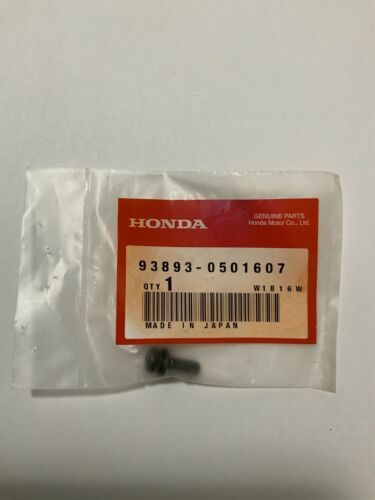 HONDA
GENUINE PARTS
Honda Motor Co., Ltd.
93893-0501607
QTY 1
W1B16W
MADE IN JAPAN